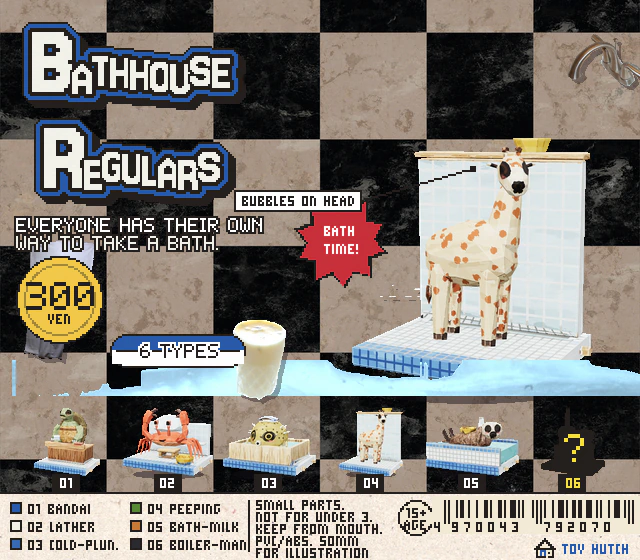 BATHHOUSE
REGULARS
BUBBLES ON HEAD
EVERYONE HAS THEIR OWN
WAY TO TAKE A BATH.
BATH
TIME!
300
YEN
6 TYPES
?
01 02 03 04 05 06
01 BANDAI
02 LATHER
03 COLD-PLUN.
04 PEEPING
05 BATH-MILK
06 BOILER-MAN
SMALL PARTS.
NOT FOR UNDER 3.
KEEP FROM MOUTH.
PVC/ABS. 50MM
FOR ILLUSTRATION
15+
AGE
4 970043 792070
TOY HUTCH